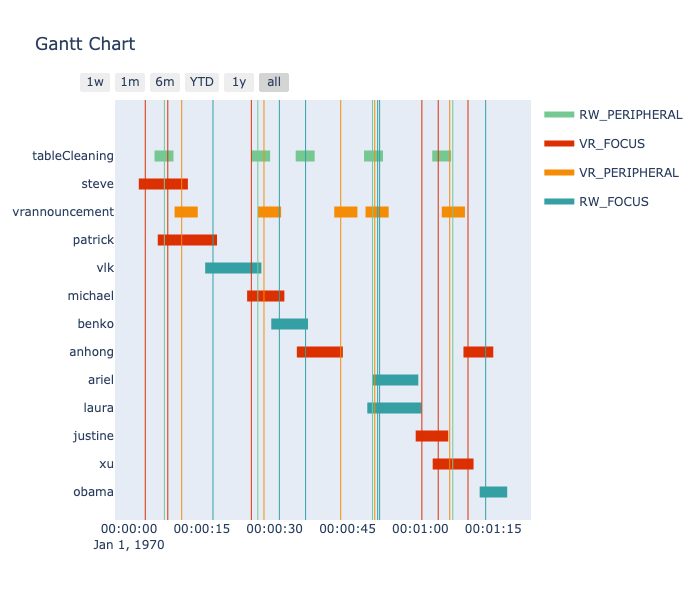 Gantt Chart
1w 1m 6m YTD 1y all
RW_PERIPHERAL
VR_FOCUS
VR_PERIPHERAL
RW_FOCUS
tableCleaning
steve
vrannouncement
patrick
vlk
michael
benko
anhong
ariel
laura
justine
xu
obama
00:00:00 00:00:15 00:00:30 00:00:45 00:01:00 00:01:15
Jan 1, 1970